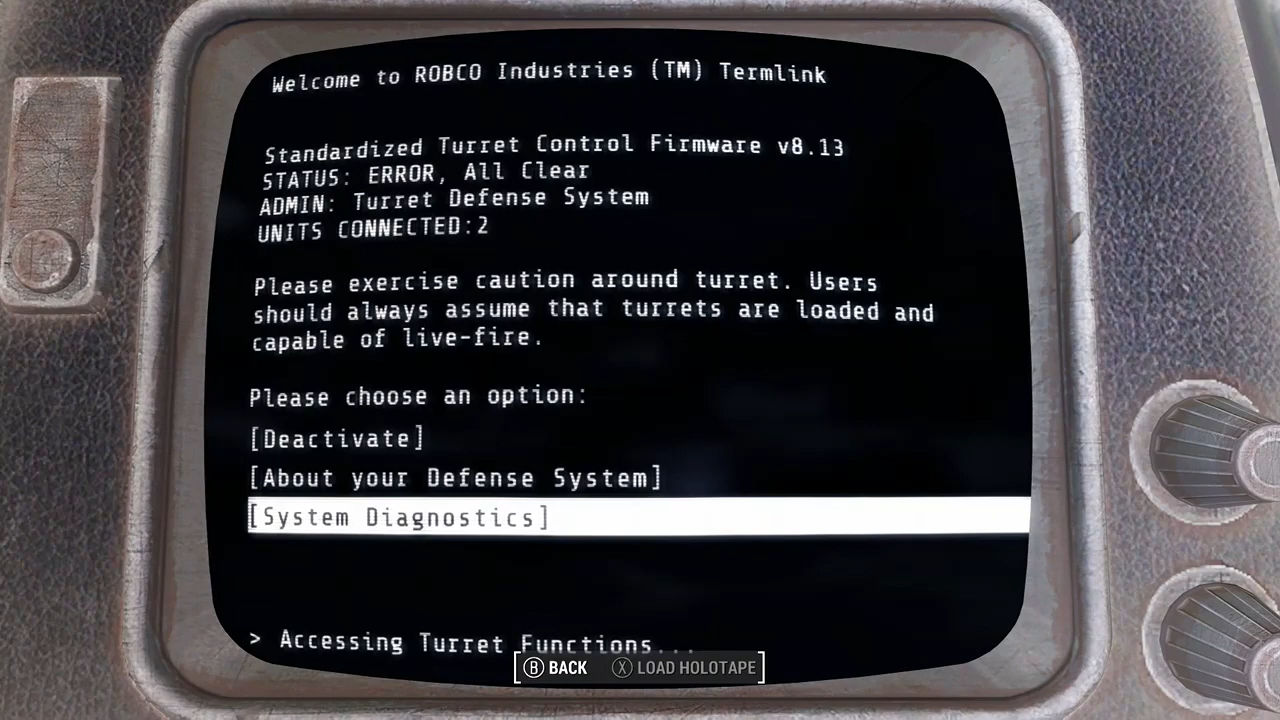 Welcome to ROBCO Industries (TM) Termlink
Standardized Turret Control Firmware v8.13
STATUS: ERROR, All Clear
ADMIN: Turret Defense System
UNITS CONNECTED:2
Please exercise caution around turret. Users
should always assume that turrets are loaded and
capable of live-fire.
Please choose an option:
[Deactivate]
[About your Defense System]
[System Diagnostics]
> Accessing Turret Functions...
B BACK X LOAD HOLOTAPE